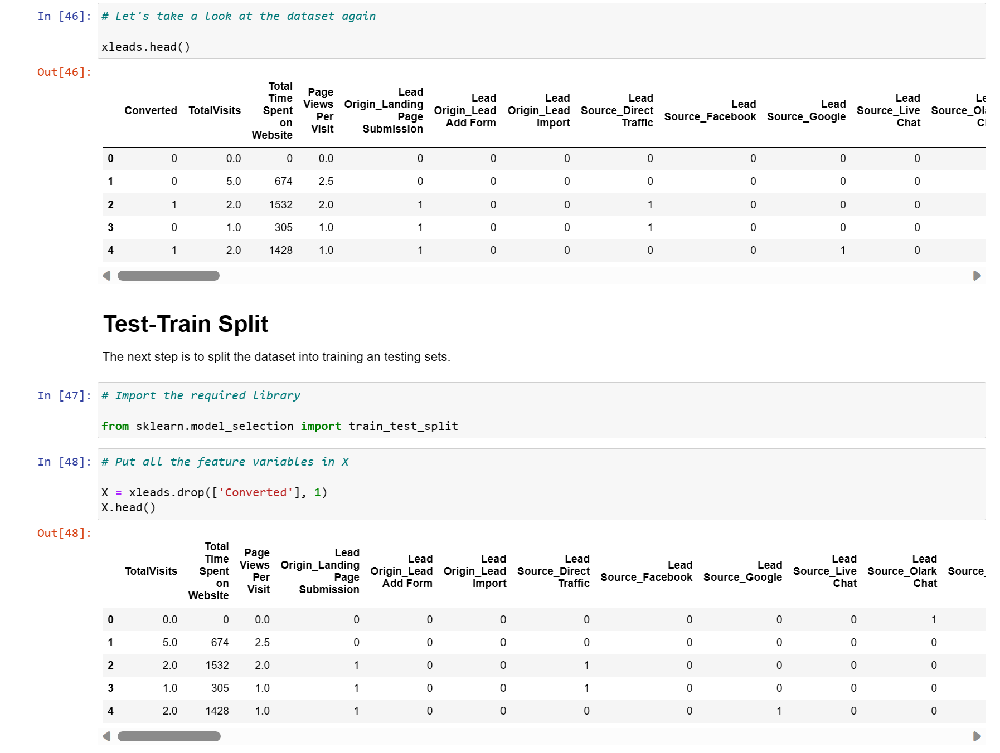 In [46]: # Let's take a look at the dataset again
xleads.head()
Out[46]:
Converted TotalVisits Total Time Spent on Website Page Views Per Visit Lead Origin_Landing Page Submission Lead Origin_Lead Add Form Lead Origin_Lead Import Lead Source_Direct Traffic Lead Source_Facebook Lead Source_Google Lead Source_Live Chat
0 0 0.0 0 0.0 0 0 0 0 0 0 0
1 0 5.0 674 2.5 0 0 0 0 0 0 0
2 1 2.0 1532 2.0 1 0 0 1 0 0 0
3 0 1.0 305 1.0 1 0 0 1 0 0 0
4 1 2.0 1428 1.0 1 0 0 0 0 1 0
Test-Train Split
The next step is to split the dataset into training an testing sets.
In [47]: # Import the required library
from sklearn.model_selection import train_test_split
In [48]: # Put all the feature variables in X
X = xleads.drop(['Converted'], 1)
X.head()
Out[48]:
TotalVisits Total Time Spent on Website Page Views Per Visit Lead Origin_Landing Page Submission Lead Origin_Lead Add Form Lead Origin_Lead Import Lead Source_Direct Traffic Lead Source_Facebook Lead Source_Google Lead Source_Live Chat Lead Source_Olark Chat Source_
0 0.0 0 0.0 0 0 0 0 0 0 0 1
1 5.0 674 2.5 0 0 0 0 0 0 0 0
2 2.0 1532 2.0 1 0 0 1 0 0 0 0
3 1.0 305 1.0 1 0 0 1 0 0 0 0
4 2.0 1428 1.0 1 0 0 0 0 1 0 0